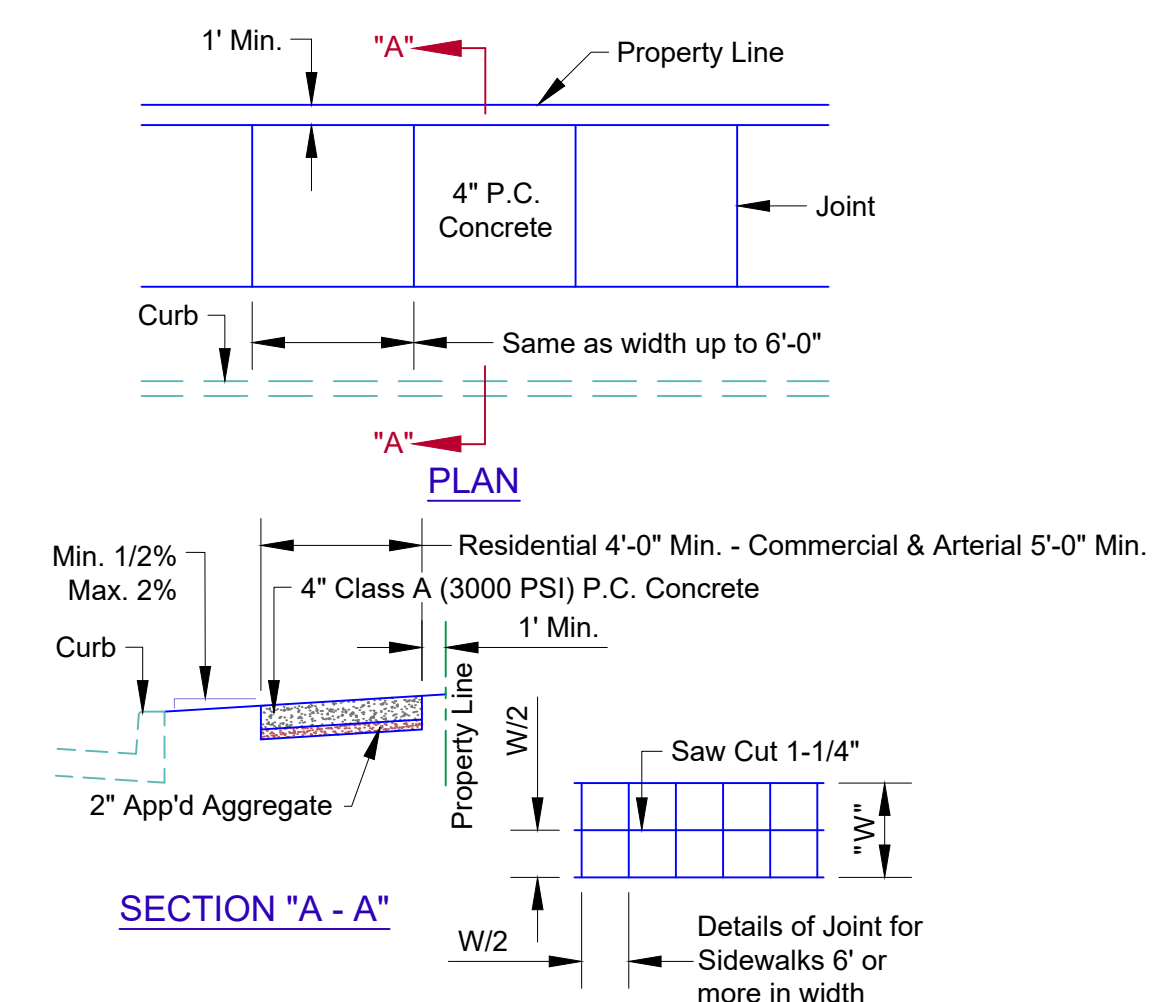 1' Min.
"A"
Property Line
4" P.C.
Concrete
Joint
Curb
Same as width up to 6'-0"
"A"
PLAN
Residential 4'-0" Min. - Commercial & Arterial 5'-0" Min.
Min. 1/2%
Max. 2%
4" Class A (3000 PSI) P.C. Concrete
1' Min.
Curb
Property Line
W/2
Saw Cut 1-1/4"
2" App'd Aggregate
"W"
SECTION "A - A"
W/2
Details of Joint for
Sidewalks 6' or
more in width